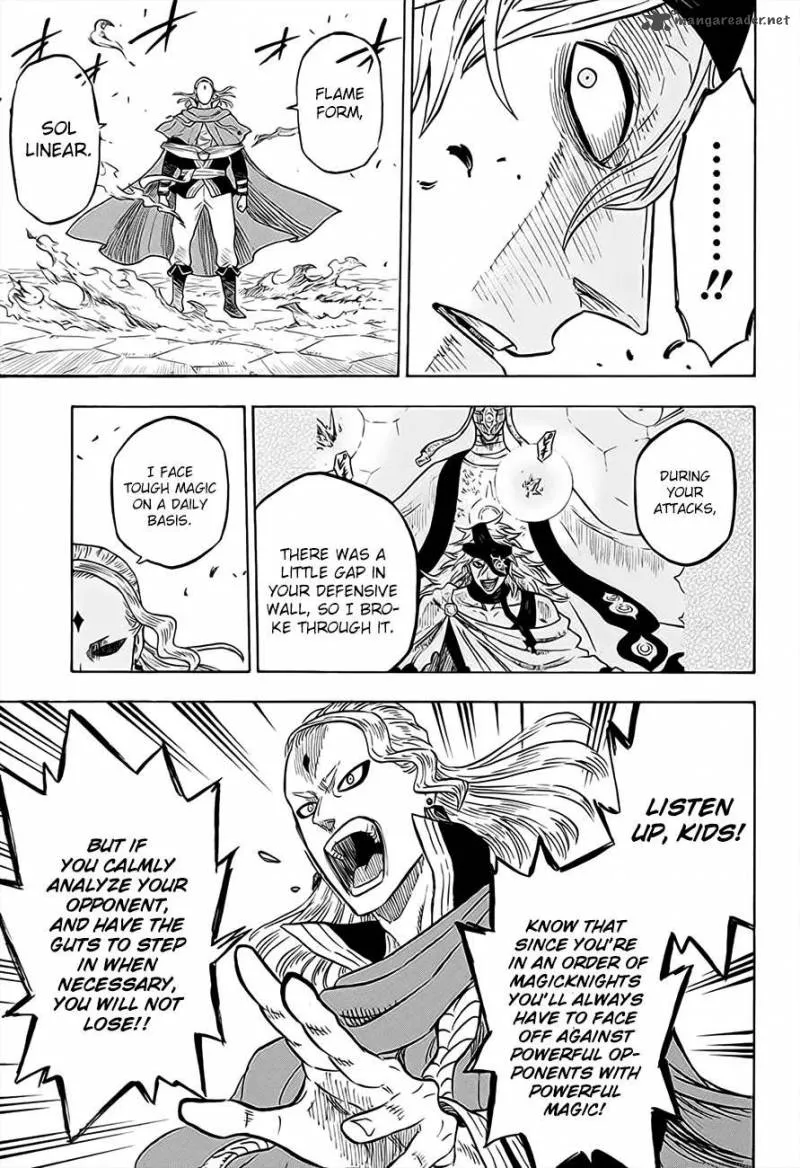 mangareader.net
......!!
FLAME
FORM,
SOL
LINEAR.
DURING
YOUR
ATTACKS,
THERE WAS A
LITTLE GAP IN
YOUR DEFENSIVE
WALL, SO I BRO-
KE THROUGH IT.
I FACE
TOUGH MAGIC
ON A DAILY
BASIS.
LISTEN
UP, KIDS!
KNOW THAT
SINCE YOU'RE
IN AN ORDER OF
MAGICKNIGHTS
YOU'LL ALWAYS
HAVE TO FACE
OFF AGAINST
POWERFUL OP-
PONENTS WITH
POWERFUL
MAGIC!
BUT IF
YOU CALMLY
ANALYZE YOUR
OPPONENT,
AND HAVE THE
GUTS TO STEP
IN WHEN
NECESSARY,
YOU WILL NOT
LOSE!!